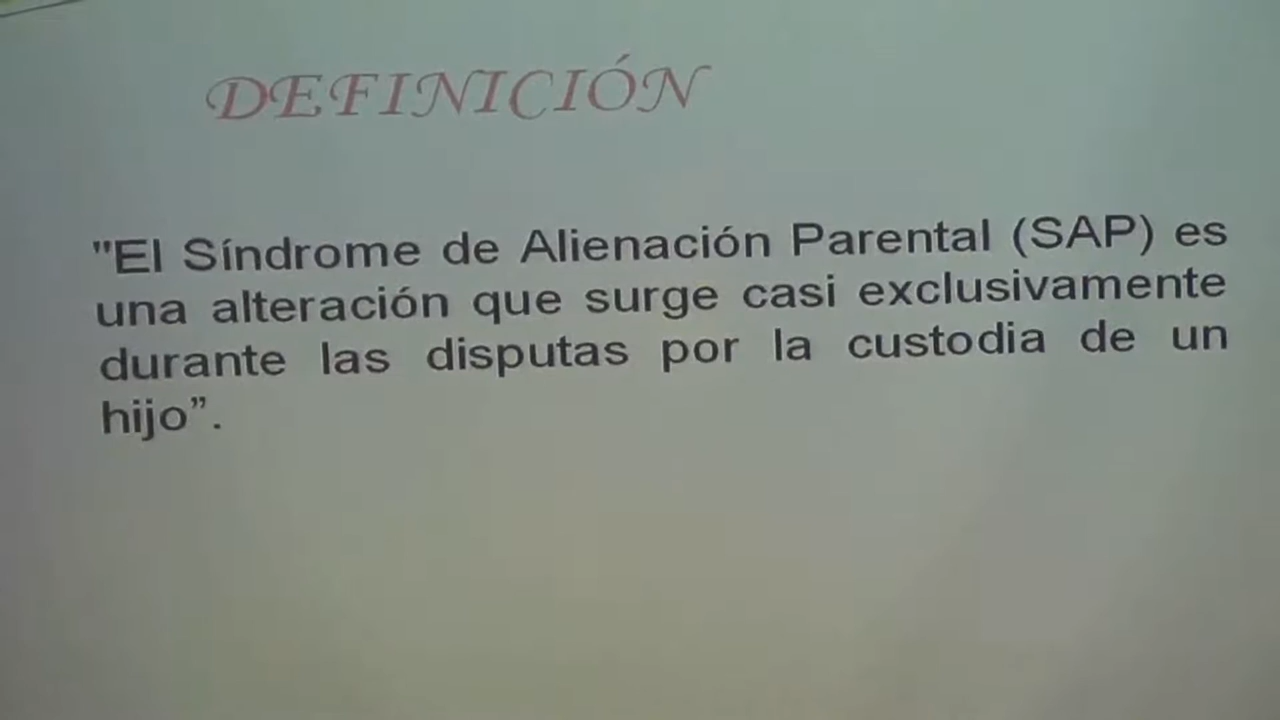 DEFINICIÓN
"El Síndrome de Alienación Parental (SAP) es
una alteración que surge casi exclusivamente
durante las disputas por la custodia de un
hijo”.